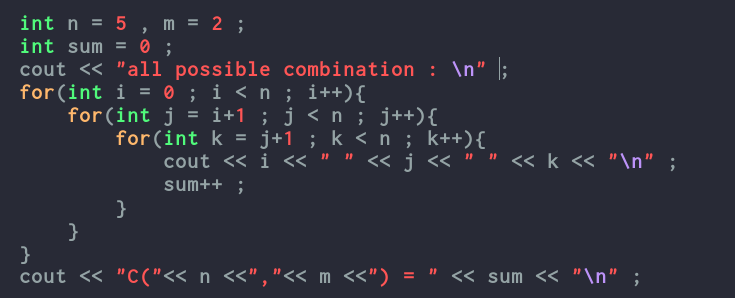 int n = 5 , m = 2 ;
int sum = 0 ;
cout << "all possible combination : \n" ;
for(int i = 0 ; i < n ; i++){
    for(int j = i+1 ; j < n ; j++){
        for(int k = j+1 ; k < n ; k++){
            cout << i << " " << j << " " << k << "\n" ;
            sum++ ;
        }
    }
}
cout << "C("<< n <<","<< m <<") = " << sum << "\n" ;